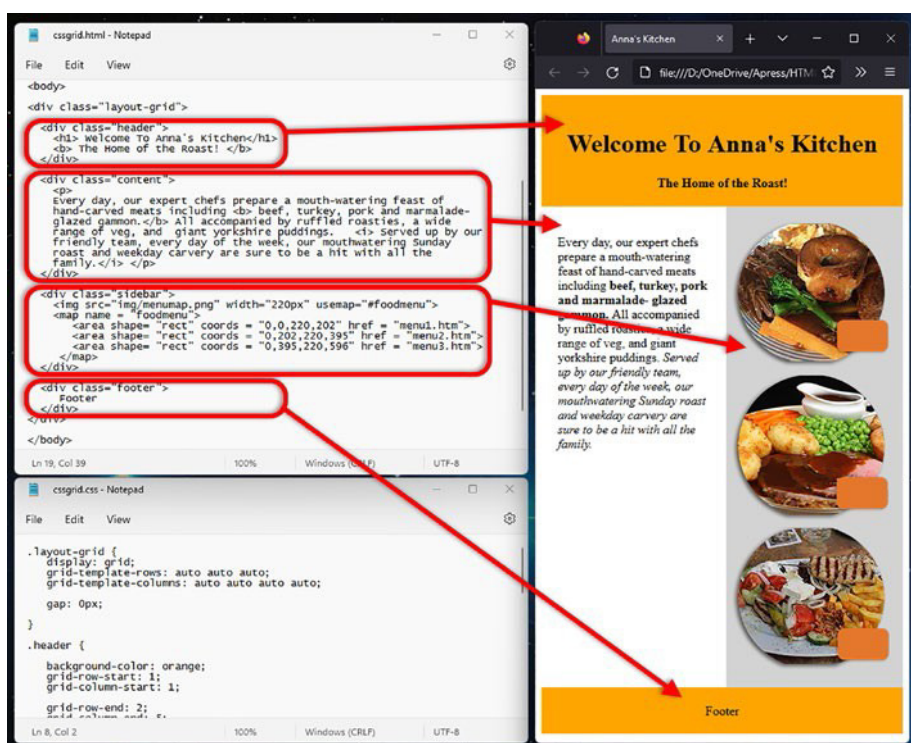 cssgrid.html - Notepad
File Edit View
<body>
<div class="layout-grid">
<div class="header">
<h1> Welcome To Anna's Kitchen</h1>
<b> The Home of the Roast! </b>
</div>
<div class="content">
<p>
Every day, our expert chefs prepare a mouth-watering feast of
hand-carved meats including <b> beef, turkey, pork and marmalade-
glazed gammon.</b> All accompanied by ruffled roasties, a wide
range of veg, and giant yorkshire puddings. <i> Served up by our
friendly team, every day of the week, our mouthwatering Sunday
roast and weekday carvery are sure to be a hit with all the
family.</i> </p>
</div>
<div class="sidebar">
<img src="img/menumap.png" width="220px" usemap="#foodmenu">
<map name = "foodmenu">
<area shape= "rect" coords = "0,0,220,202" href = "menu1.htm">
<area shape= "rect" coords = "0,202,220,395" href = "menu2.htm">
<area shape= "rect" coords = "0,395,220,596" href = "menu3.htm">
</map>
</div>
<div class="footer">
Footer
</div>
</div>
</body>
Ln 19, Col 39 100% Windows (CRLF) UTF-8
cssgrid.css - Notepad
File Edit View
.layout-grid {
display: grid;
grid-template-rows: auto auto auto;
grid-template-columns: auto auto auto auto;
gap: 0px;
}
.header {
background-color: orange;
grid-row-start: 1;
grid-column-start: 1;
grid-row-end: 2;
grid-column-end: 5;
Ln 8, Col 2 100% Windows (CRLF) UTF-8
Anna's Kitchen
file:///D:/OneDrive/Apress/HTM
Welcome To Anna's Kitchen
The Home of the Roast!
Every day, our expert chefs
prepare a mouth-watering
feast of hand-carved meats
including beef, turkey, pork
and marmalade- glazed
gammon. All accompanied
by ruffled roasties, a wide
range of veg, and giant
yorkshire puddings. Served
up by our friendly team,
every day of the week, our
mouthwatering Sunday roast
and weekday carvery are
sure to be a hit with all the
family.
Footer